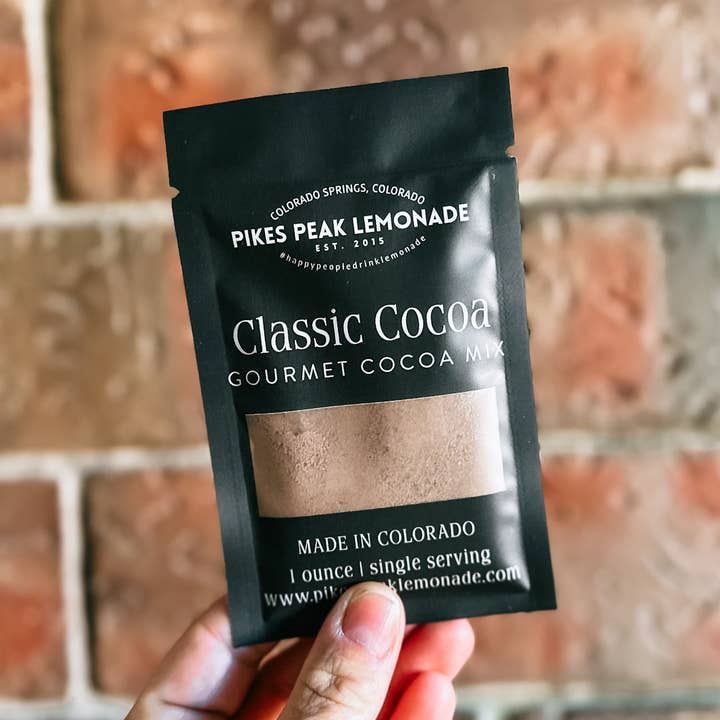 COLORADO SPRINGS, COLORADO
PIKES PEAK LEMONADE
EST. 2015
#happypeopledrinklemonade
Classic Cocoa
GOURMET COCOA MIX
MADE IN COLORADO
1 ounce | single serving